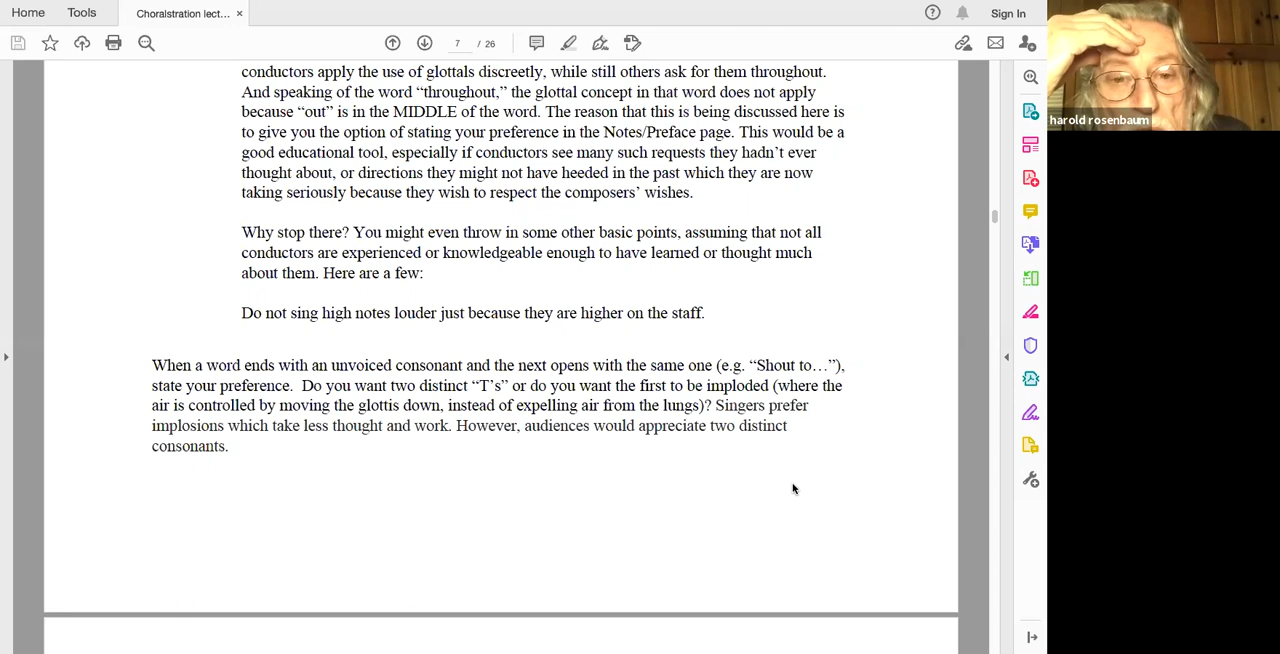 Home Tools Choralstration lect... × Sign In
7 / 26
harold rosenbaum
conductors apply the use of glottals discreetly, while still others ask for them throughout.
And speaking of the word “throughout,” the glottal concept in that word does not apply
because “out” is in the MIDDLE of the word. The reason that this is being discussed here is
to give you the option of stating your preference in the Notes/Preface page. This would be a
good educational tool, especially if conductors see many such requests they hadn’t ever
thought about, or directions they might not have heeded in the past which they are now
taking seriously because they wish to respect the composers’ wishes.
Why stop there? You might even throw in some other basic points, assuming that not all
conductors are experienced or knowledgeable enough to have learned or thought much
about them. Here are a few:
Do not sing high notes louder just because they are higher on the staff.
When a word ends with an unvoiced consonant and the next opens with the same one (e.g. “Shout to…”),
state your preference.  Do you want two distinct “T’s” or do you want the first to be imploded (where the
air is controlled by moving the glottis down, instead of expelling air from the lungs)? Singers prefer
implosions which take less thought and work. However, audiences would appreciate two distinct
consonants.